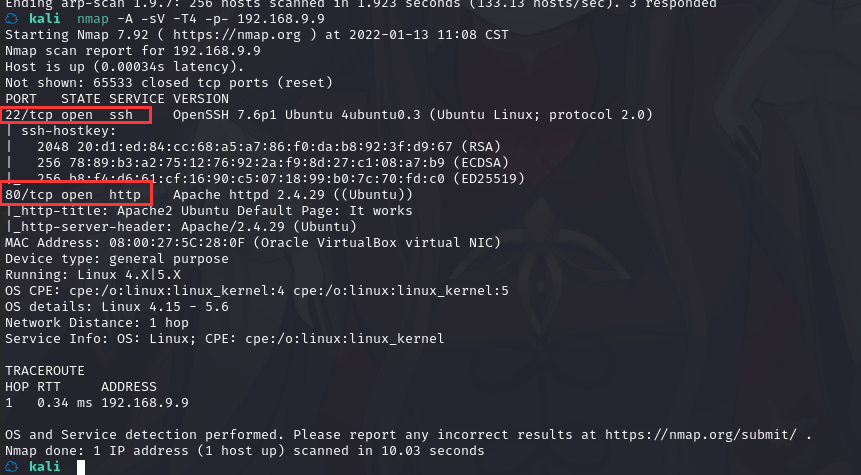 Ending arp-scan 1.9.7: 256 hosts scanned in 1.923 seconds (133.13 hosts/sec). 3 responded
kali nmap -A -sV -T4 -p- 192.168.9.9
Starting Nmap 7.92 ( https://nmap.org ) at 2022-01-13 11:08 CST
Nmap scan report for 192.168.9.9
Host is up (0.00034s latency).
Not shown: 65533 closed tcp ports (reset)
PORT   STATE SERVICE VERSION
22/tcp open  ssh     OpenSSH 7.6p1 Ubuntu 4ubuntu0.3 (Ubuntu Linux; protocol 2.0)
| ssh-hostkey:
|   2048 20:d1:ed:84:cc:68:a5:a7:86:f0:da:b8:92:3f:d9:67 (RSA)
|   256 78:89:b3:a2:75:12:76:92:2a:f9:8d:27:c1:08:a7:b9 (ECDSA)
|_  256 b8:f4:d6:61:cf:16:90:c5:07:18:99:b0:7c:70:fd:c0 (ED25519)
80/tcp open  http    Apache httpd 2.4.29 ((Ubuntu))
|_http-title: Apache2 Ubuntu Default Page: It works
|_http-server-header: Apache/2.4.29 (Ubuntu)
MAC Address: 08:00:27:5C:28:0F (Oracle VirtualBox virtual NIC)
Device type: general purpose
Running: Linux 4.X|5.X
OS CPE: cpe:/o:linux:linux_kernel:4 cpe:/o:linux:linux_kernel:5
OS details: Linux 4.15 - 5.6
Network Distance: 1 hop
Service Info: OS: Linux; CPE: cpe:/o:linux:linux_kernel
TRACEROUTE
HOP RTT     ADDRESS
1   0.34 ms 192.168.9.9
OS and Service detection performed. Please report any incorrect results at https://nmap.org/submit/ .
Nmap done: 1 IP address (1 host up) scanned in 10.03 seconds
kali